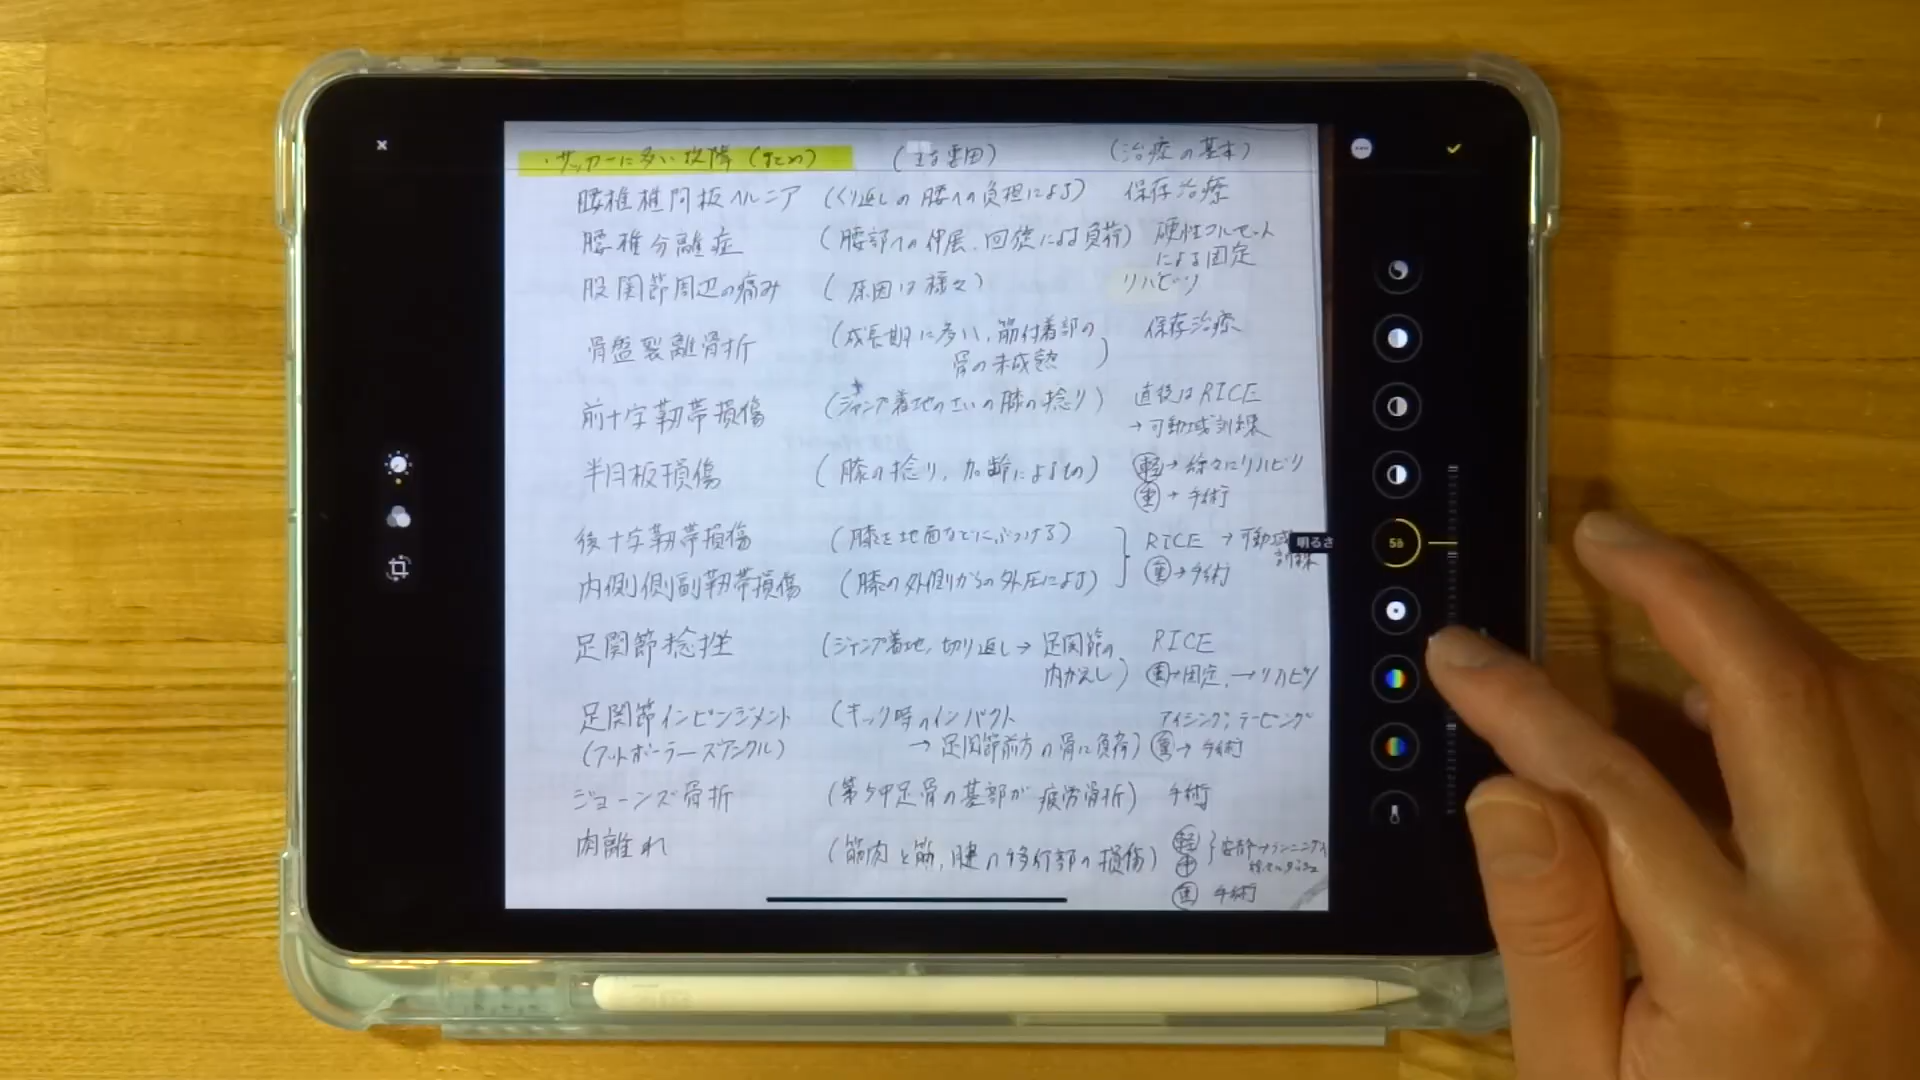 ・サッカーに多い故障(まとめ) (主な要因) (治療の基本)
腰椎椎間板ヘルニア (くり返しの腰への負担による) 保存治療
腰椎分離症 (腰部への伸展、回旋による負荷) 硬性コルセット
による固定
股関節周辺の痛み (原因は様々) リハビリ
骨盤裂離骨折 (成長期に多い、筋付着部の 保存治療
骨の未成熟)
前十字靭帯損傷 (ジャンプ着地のさいの膝の捻り) 直後はRICE
→可動域訓練
半月板損傷 (膝の捻り、加齢によるもの) 軽→徐々にリハビリ
重→手術
後十字靭帯損傷 (膝を地面などにぶつける) RICE → 可動域
明るさ
56
訓練
内側側副靭帯損傷 (膝の外側からの外圧による) 重→手術
足関節捻挫 (ジャンプ着地、切り返し→足関節の RICE
内がえし) 重→固定、→リハビリ
足関節インピンジメント (キック時のインパクト アイシング、テーピング
(フットボーラーズアンクル) →足関節前方の骨に負荷) 重→手術
ジョーンズ骨折 (第5中足骨の基部が疲労骨折) 手術
肉離れ (筋肉と筋、腱の移行部の損傷) 軽
中
安静→ランニング
重 手術